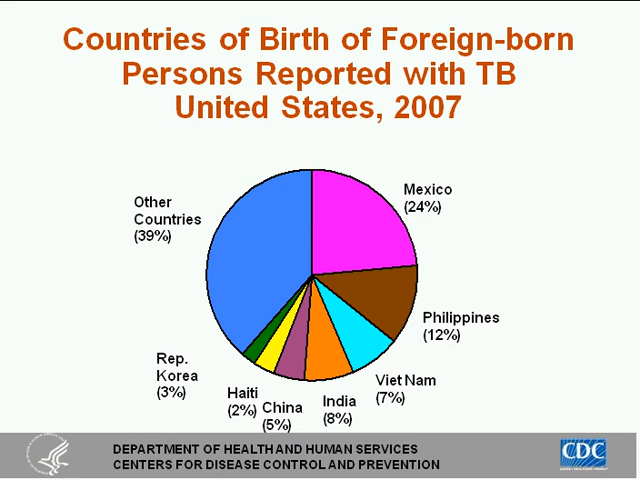 Countries of Birth of Foreign-born
Persons Reported with TB
United States, 2007
Mexico
(24%)
Other
Countries
(39%)
Philippines
(12%)
Viet Nam
(7%)
India
(8%)
China
(5%)
Haiti
(2%)
Rep.
Korea
(3%)
DEPARTMENT OF HEALTH AND HUMAN SERVICES
CENTERS FOR DISEASE CONTROL AND PREVENTION
CDC